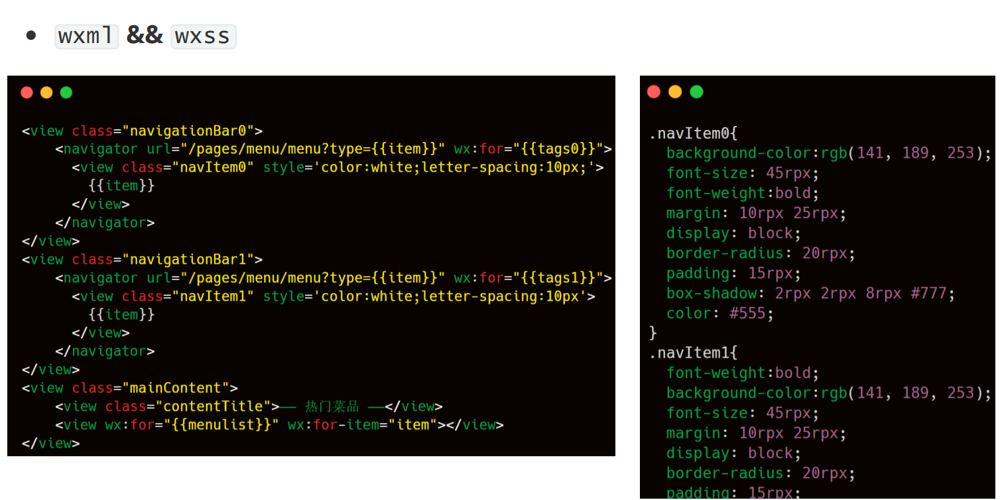 wxml && wxss
<view class="navigationBar0">
    <navigator url="/pages/menu/menu?type={{item}}" wx:for="{{tags0}}">
      <view class="navItem0" style='color:white;letter-spacing:10px;'>
        {{item}}
      </view>
    </navigator>
</view>
<view class="navigationBar1">
    <navigator url="/pages/menu/menu?type={{item}}" wx:for="{{tags1}}">
      <view class="navItem1" style='color:white;letter-spacing:10px'>
        {{item}}
      </view>
    </navigator>
</view>
<view class="mainContent">
    <view class="contentTitle">—— 热门菜品 ——</view>
    <view wx:for="{{menulist}}" wx:for-item="item"></view>
</view>
.navItem0{
  background-color:rgb(141, 189, 253);
  font-size: 45rpx;
  font-weight:bold;
  margin: 10rpx 25rpx;
  display: block;
  border-radius: 20rpx;
  padding: 15rpx;
  box-shadow: 2rpx 2rpx 8rpx #777;
  color: #555;
}
.navItem1{
  font-weight:bold;
  background-color:rgb(141, 189, 253);
  font-size: 45rpx;
  margin: 10rpx 25rpx;
  display: block;
  border-radius: 20rpx;
  padding: 15rpx;